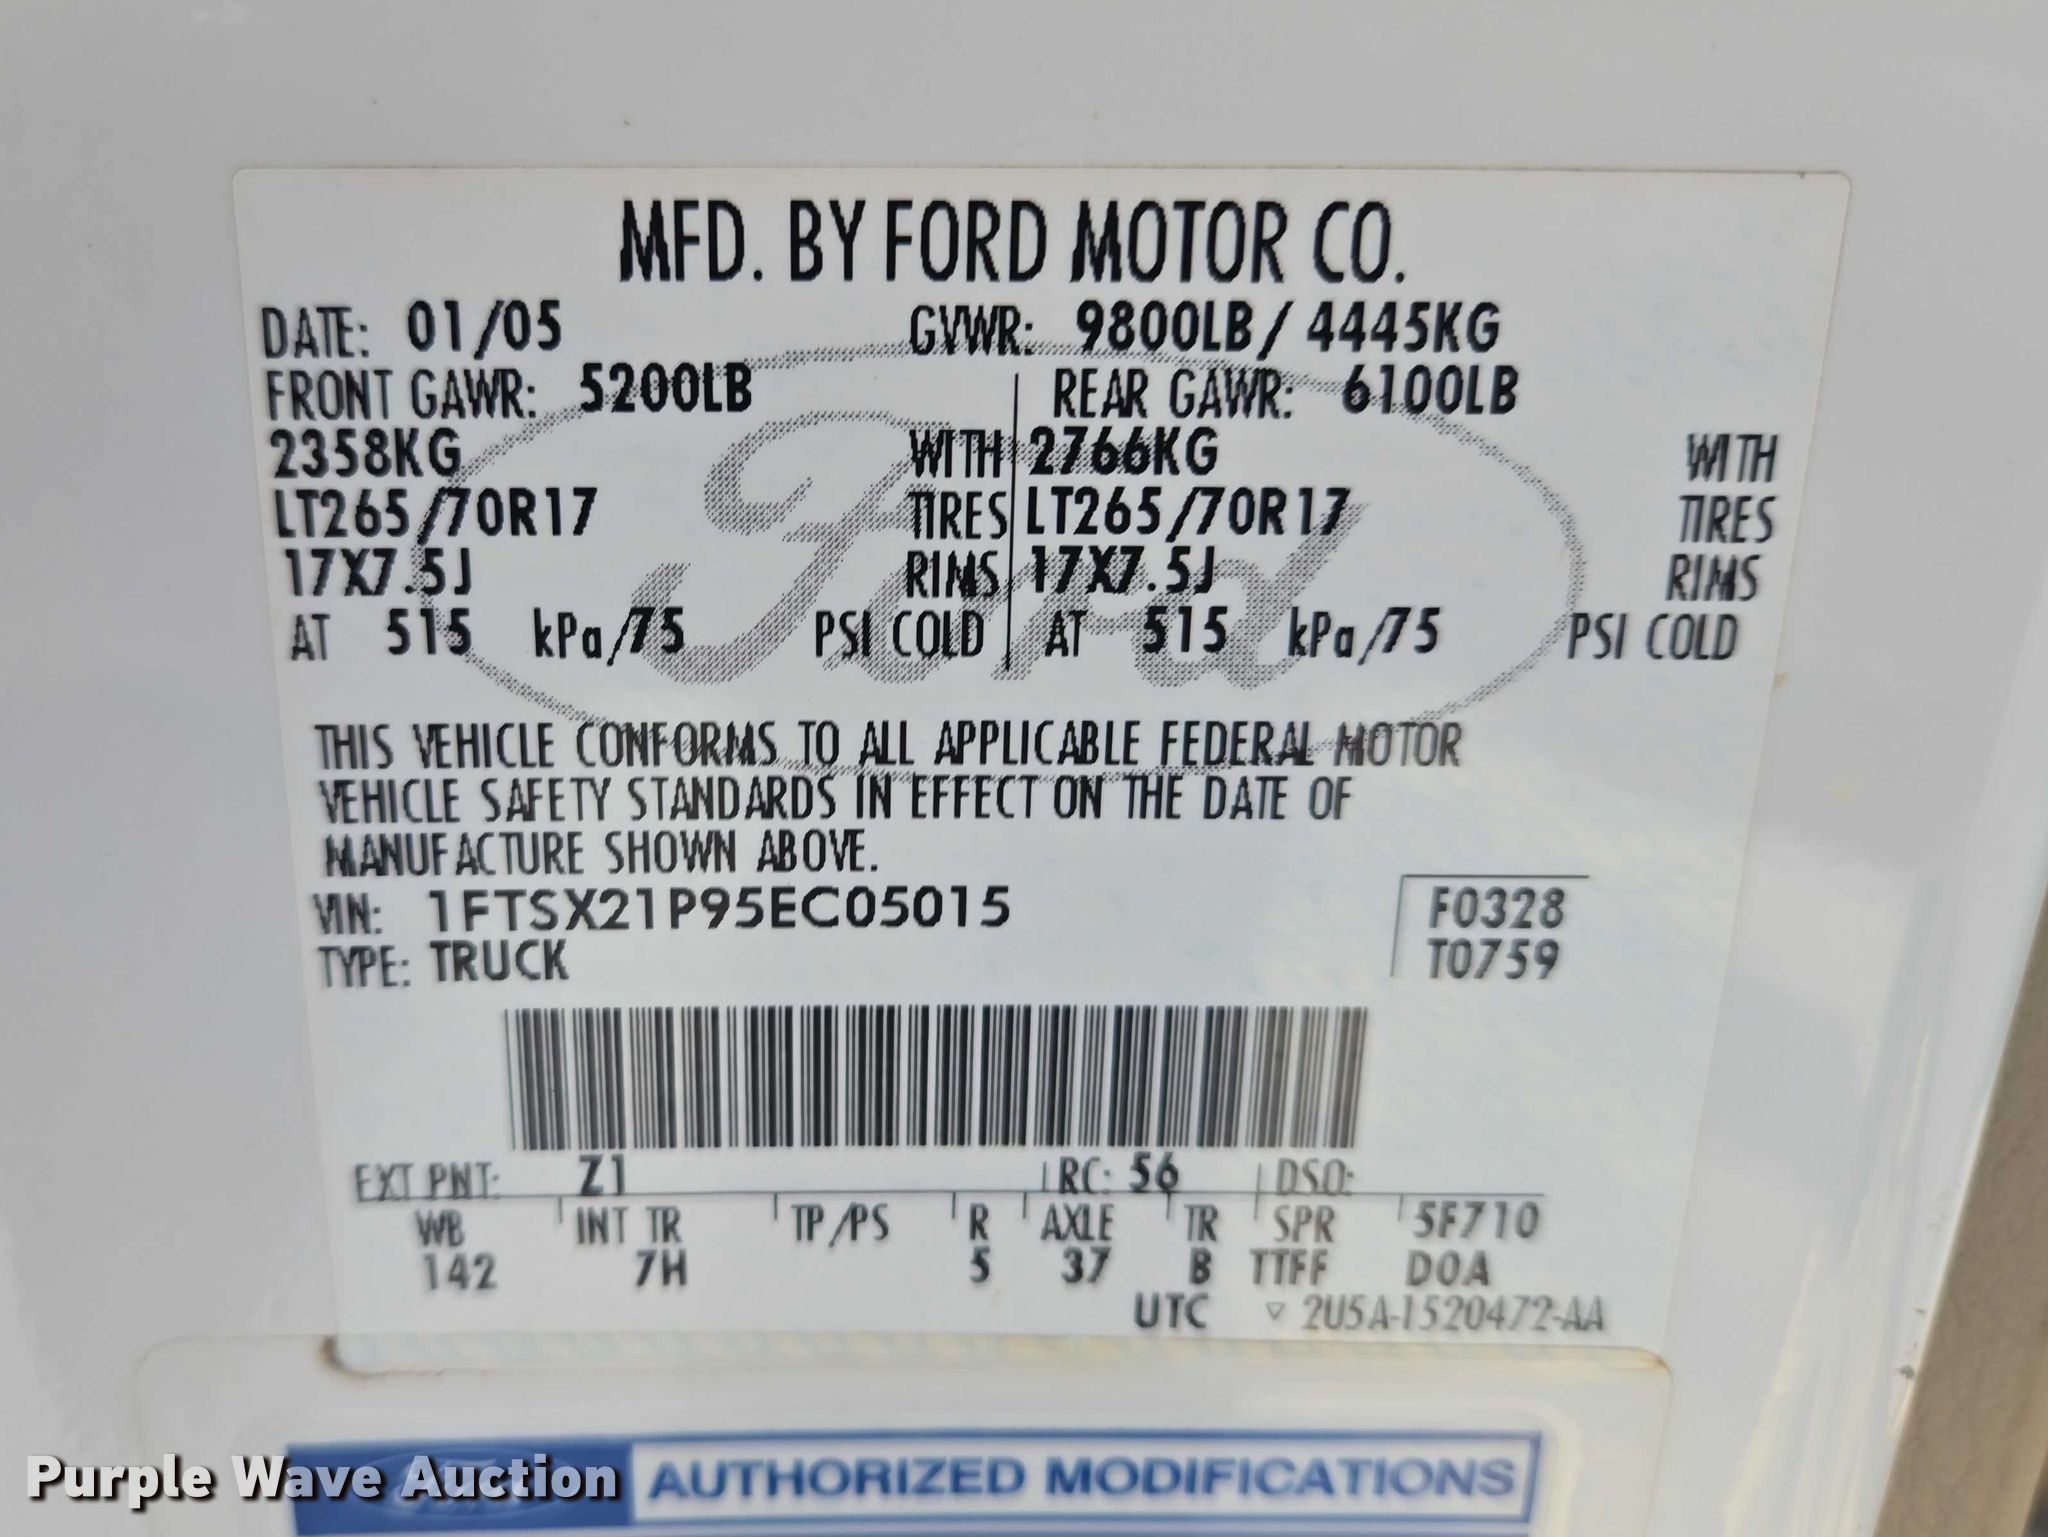 MFD. BY FORD MOTOR CO.
DATE: 01/05 GVWR: 9800LB/ 4445KG
FRONT GAWR: 5200LB REAR GAWR: 6100LB
2358KG WITH 2766KG WITH
LT265/70R17 TIRES LT265/70R17 TIRES
17X7.5J RIMS 17X7.5J RIMS
AT 515 kPa/75 PSI COLD AT 515 kPa/75 PSI COLD
Ford
THIS VEHICLE CONFORMS TO ALL APPLICABLE FEDERAL MOTOR
VEHICLE SAFETY STANDARDS IN EFFECT ON THE DATE OF
MANUFACTURE SHOWN ABOVE.
VIN: 1FTSX21P95EC05015 F0328
TYPE: TRUCK T0759
EXT PNT: Z1 RC: 56 DSO:
WB INT TR TP/PS R AXLE TR SPR 5F710
142 7H 5 37 B TTFF DOA
UTC ▽ 2U5A-1520472-AA
AUTHORIZED MODIFICATIONS
Purple Wave Auction